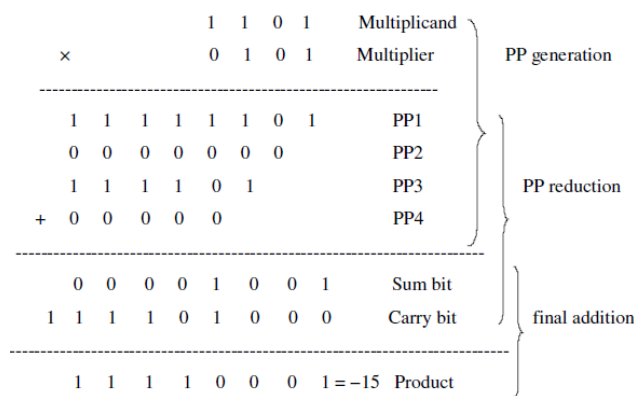 1 1 0 1 Multiplicand
× 0 1 0 1 Multiplier PP generation
1 1 1 1 1 1 0 1 PP1
0 0 0 0 0 0 0 PP2
1 1 1 1 0 1 PP3 PP reduction
+ 0 0 0 0 0 PP4
0 0 0 0 1 0 0 1 Sum bit
1 1 1 1 0 1 0 0 0 Carry bit final addition
1 1 1 1 0 0 0 1 = −15 Product